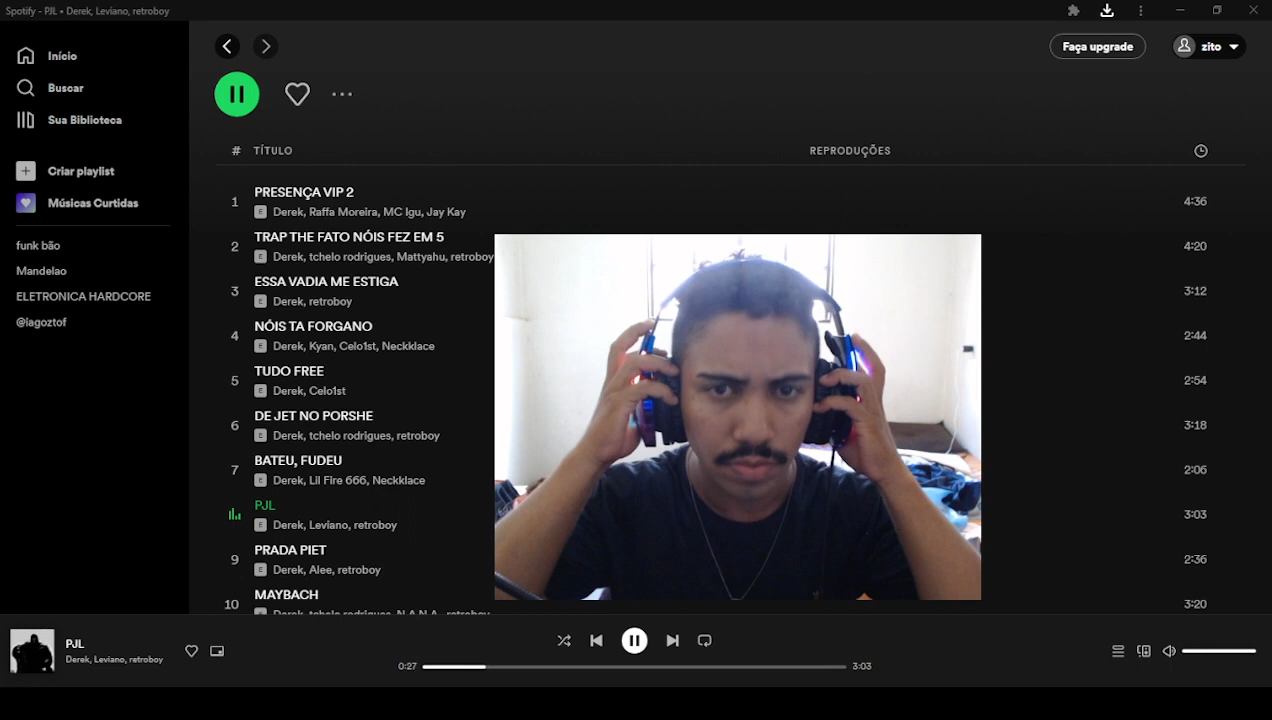 Spotify - PJL • Derek, Leviano, retroboy
Início
Buscar
Sua Biblioteca
Criar playlist
Músicas Curtidas
funk bão
Mandelao
ELETRONICA HARDCORE
@iagoztof
Faça upgrade
zito
# TÍTULO REPRODUÇÕES
1 PRESENÇA VIP 2 4:36
E Derek, Raffa Moreira, MC Igu, Jay Kay
2 TRAP THE FATO NÓIS FEZ EM 5 4:20
E Derek, tchelo rodrigues, Mattyahu, retroboy
3 ESSA VADIA ME ESTIGA 3:12
E Derek, retroboy
4 NÓIS TA FORGANO 2:44
E Derek, Kyan, Celo1st, Neckklace
5 TUDO FREE 2:54
E Derek, Celo1st
6 DE JET NO PORSHE 3:18
E Derek, tchelo rodrigues, retroboy
7 BATEU, FUDEU 2:06
E Derek, Lil Fire 666, Neckklace
PJL 3:03
E Derek, Leviano, retroboy
9 PRADA PIET 2:36
E Derek, Alee, retroboy
10 MAYBACH 3:20
E Derek, tchelo rodrigues, N.A.N.A., retroboy
PJL
Derek, Leviano, retroboy
0:27 3:03